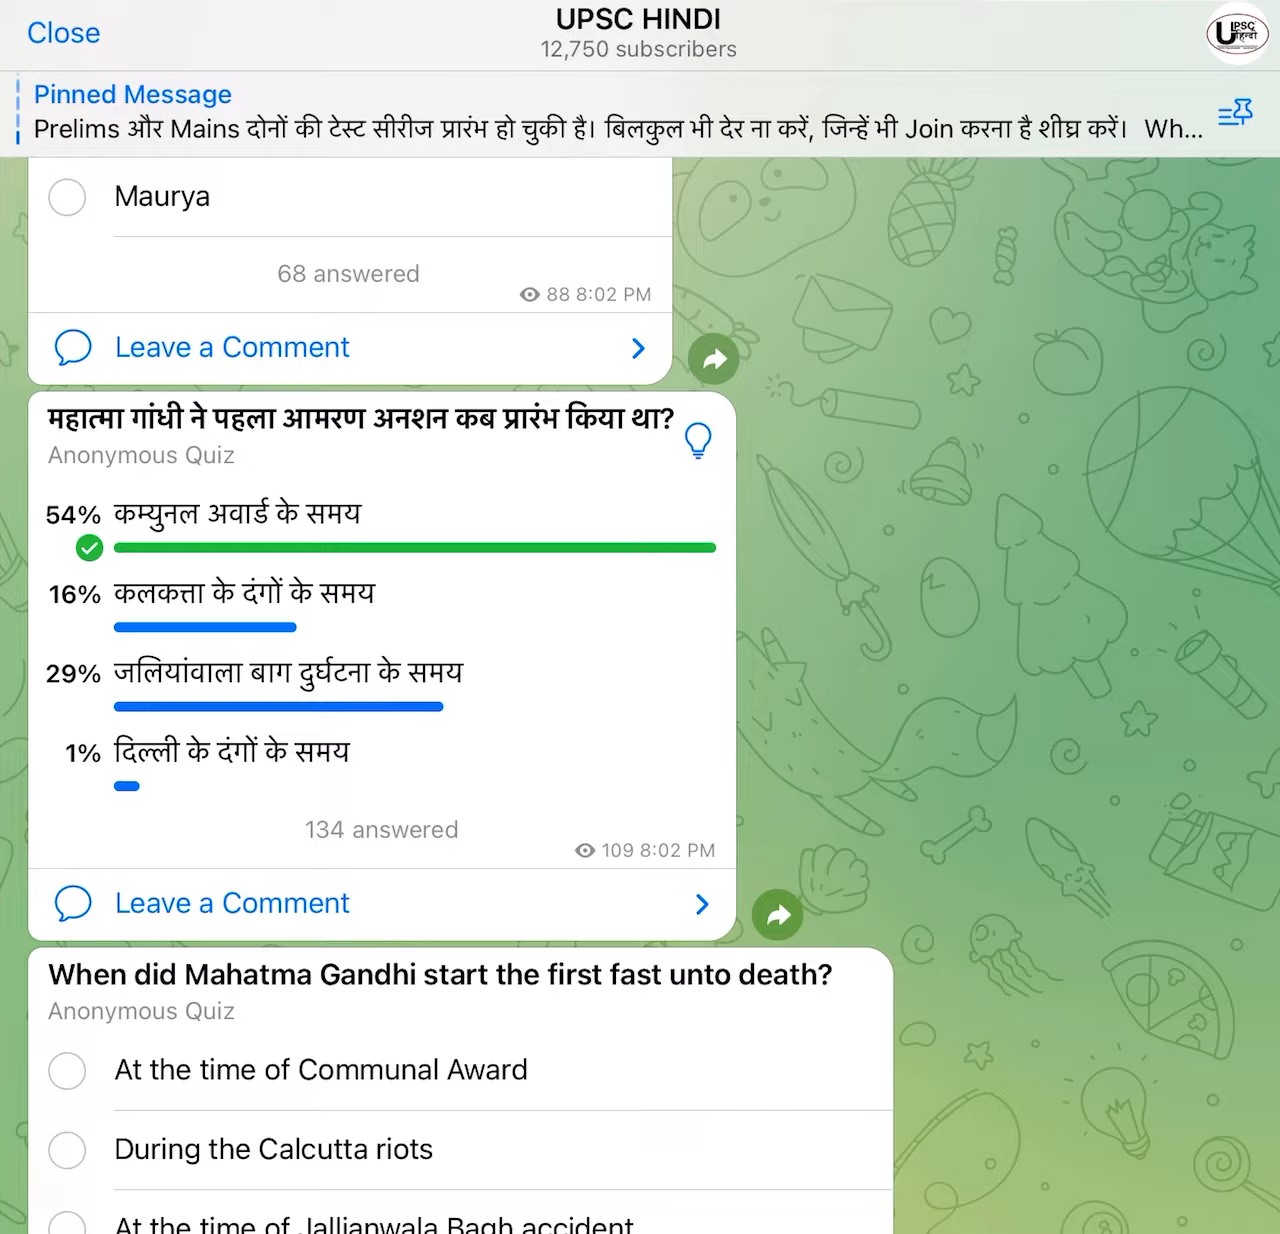 Close
UPSC HINDI
12,750 subscribers
UPSC
हिन्दी
Pinned Message
Prelims और Mains दोनों की टेस्ट सीरीज प्रारंभ हो चुकी है। बिलकुल भी देर ना करें, जिन्हें भी Join करना है शीघ्र करें। Wh...
Maurya
68 answered
88 8:02 PM
Leave a Comment
महात्मा गांधी ने पहला आमरण अनशन कब प्रारंभ किया था?
Anonymous Quiz
54% कम्युनल अवार्ड के समय
16% कलकत्ता के दंगों के समय
29% जलियांवाला बाग दुर्घटना के समय
1% दिल्ली के दंगों के समय
134 answered
109 8:02 PM
Leave a Comment
When did Mahatma Gandhi start the first fast unto death?
Anonymous Quiz
At the time of Communal Award
During the Calcutta riots
At the time of Jallianwala Bagh accident